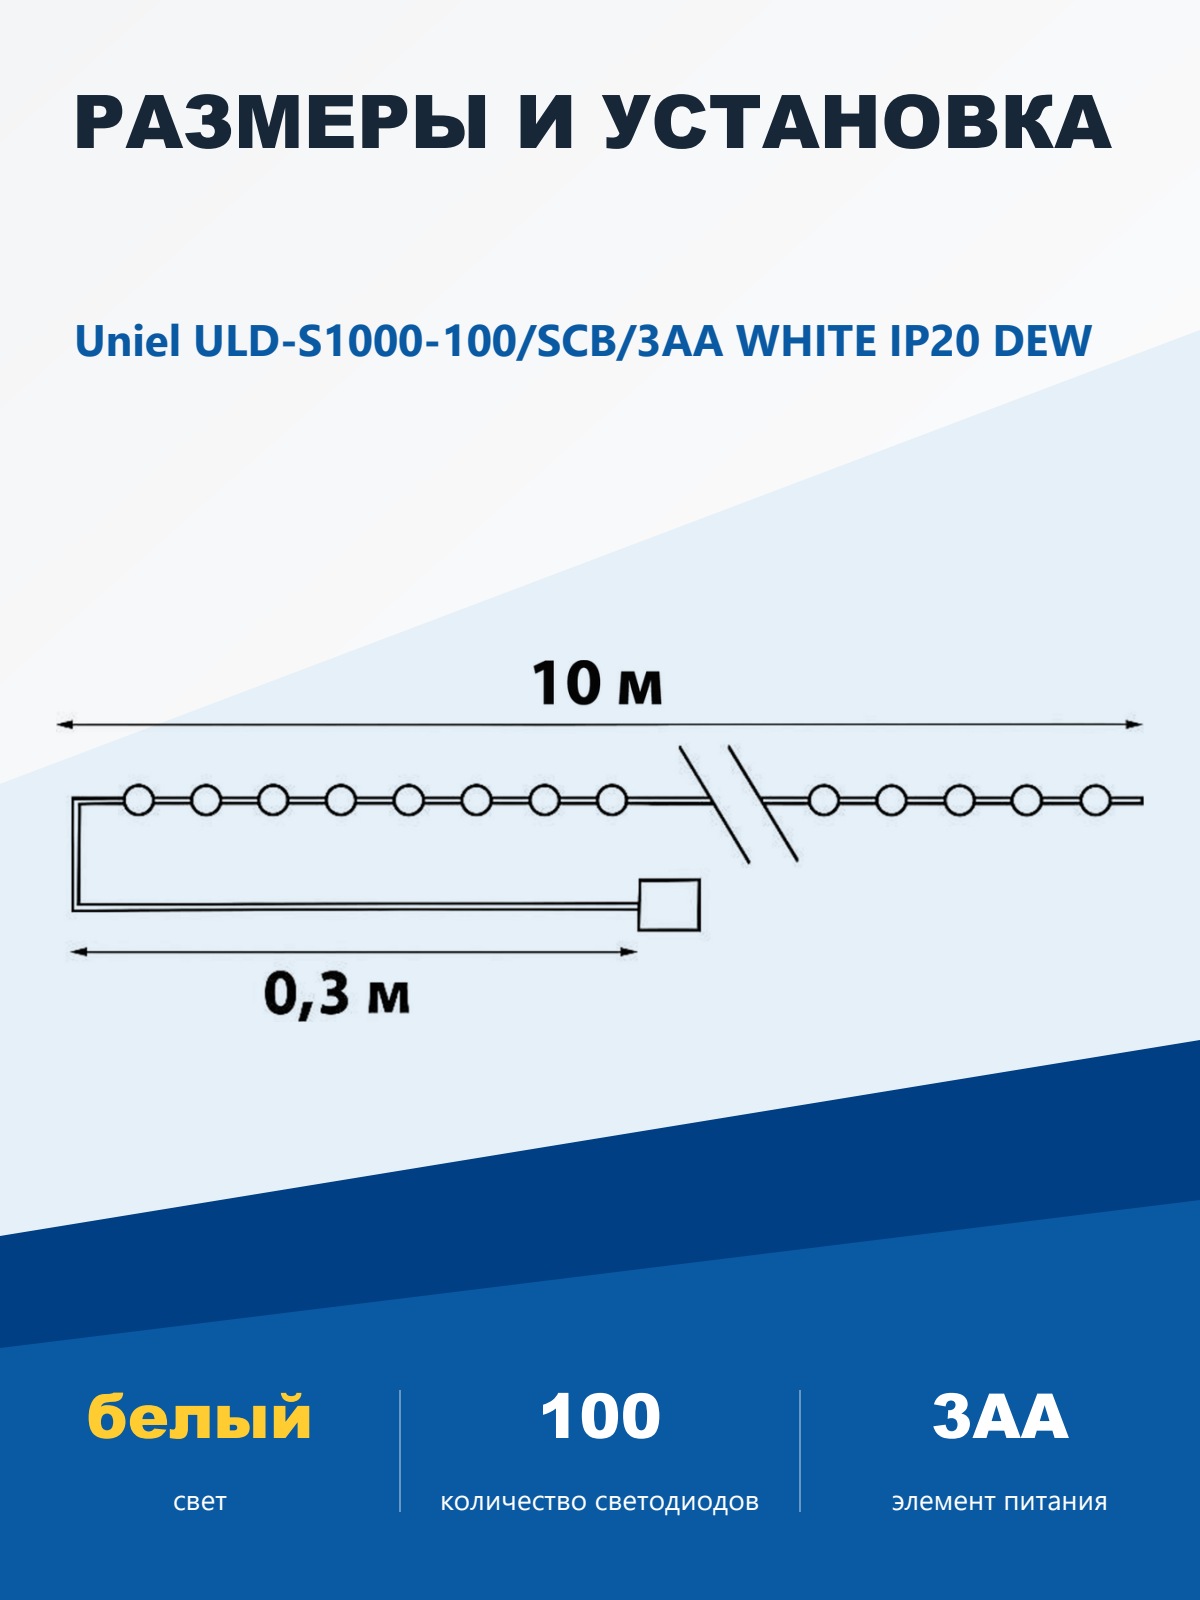 РАЗМЕРЫ И УСТАНОВКА
Uniel ULD-S1000-100/SCB/3AA WHITE IP20 DEW
10 м
0,3 м
белый
свет
100
количество светодиодов
3АА
элемент питания